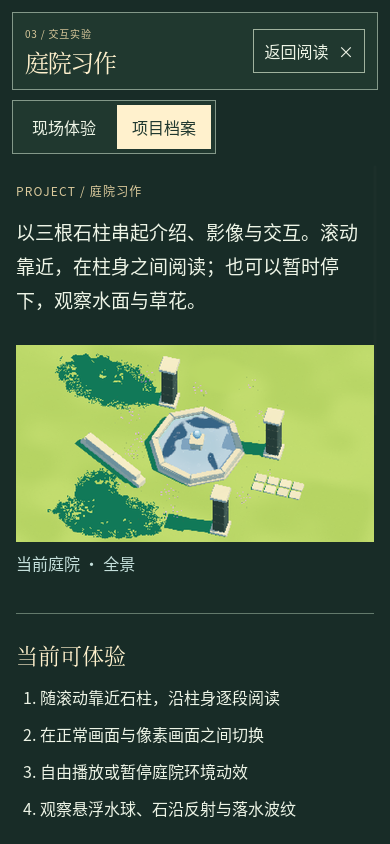 03 / 交互实验
庭院习作
返回阅读 ×
现场体验 项目档案
PROJECT / 庭院习作
以三根石柱串起介绍、影像与交互。滚动
靠近，在柱身之间阅读；也可以暂时停
下，观察水面与草花。
当前庭院 · 全景
当前可体验
1. 随滚动靠近石柱，沿柱身逐段阅读
2. 在正常画面与像素画面之间切换
3. 自由播放或暂停庭院环境动效
4. 观察悬浮水球、石沿反射与落水波纹